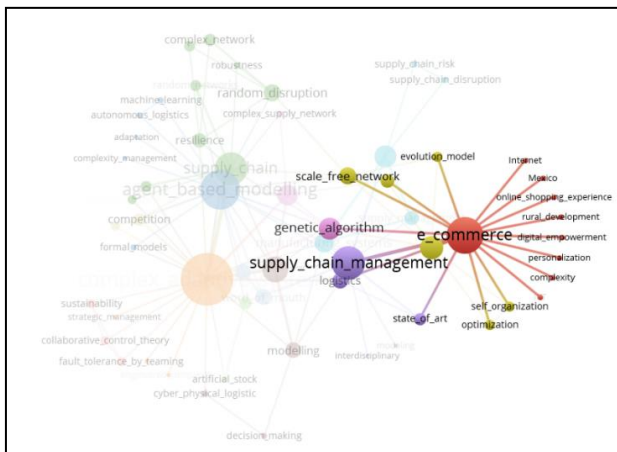 complex_network
robustness
supply_chain_risk
supply_chain_disruption
random_disruption
machine_learning
autonomous_logistics
complex_supply_network
adaptation
resilience
evolution_model
Internet
complexity_management
supply_chain
scale_free_network
Mexico
agent_based_modelling
online_shopping_experience
competition
rural_development
genetic_algorithm
e_commerce
digital_empowerment
formal_models
personalization
supply_chain_management
logistics
complexity
sustainability
strategic_management
self_organization
state_of_art
optimization
collaborative_control_theory
modelling
interdisciplinary
fault_tolerance_by_teaming
artificial_stock
cyber_physical_logistic
decision_making